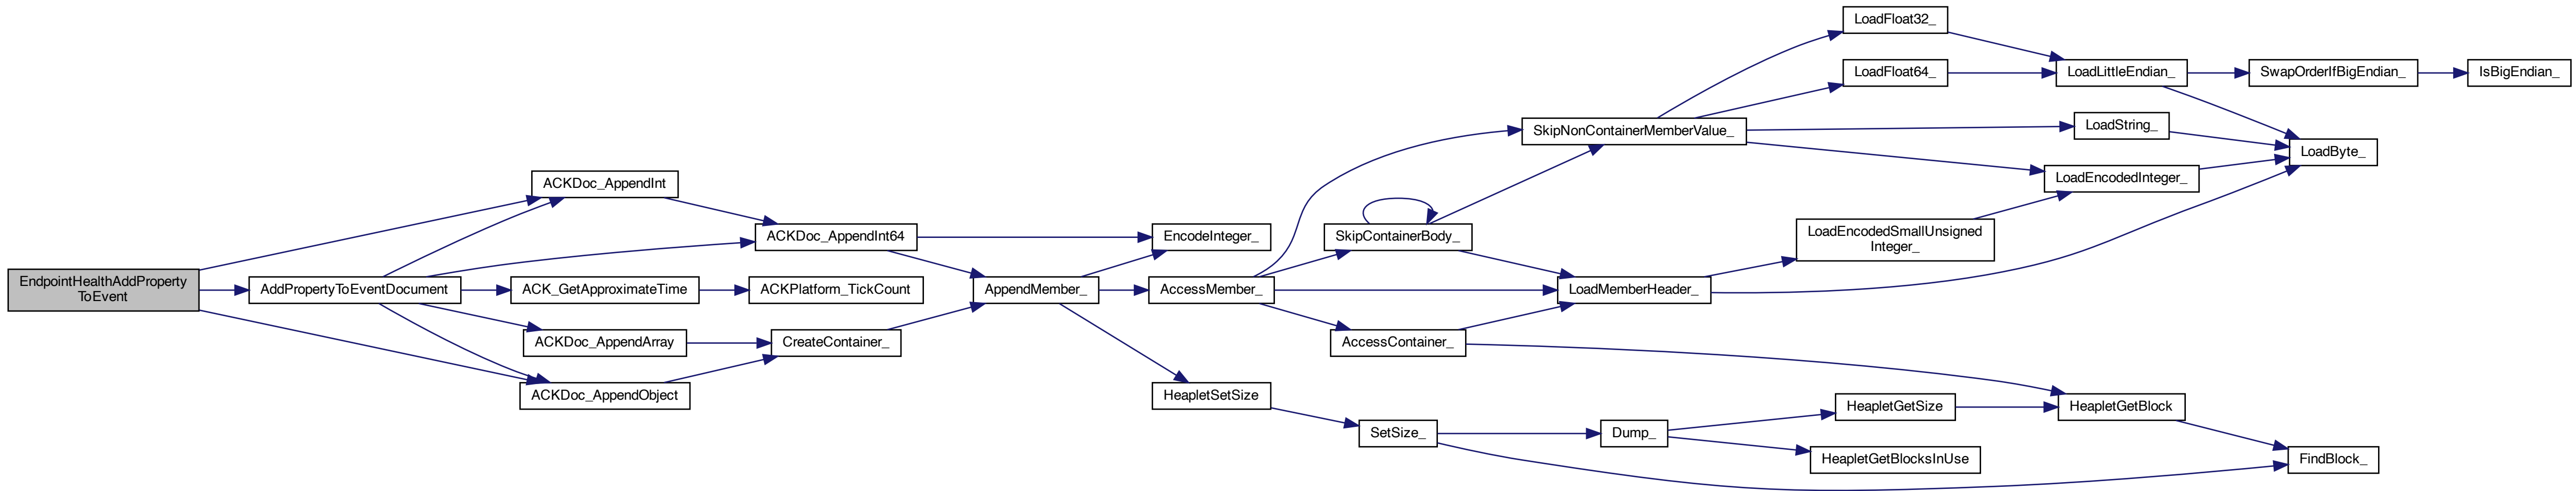 EndpointHealthAddProperty
ToEvent
AddPropertyToEventDocument
ACKDoc_AppendInt
ACKDoc_AppendInt64
ACK_GetApproximateTime
ACKPlatform_TickCount
ACKDoc_AppendArray
ACKDoc_AppendObject
CreateContainer_
AppendMember_
EncodeInteger_
AccessMember_
HeapletSetSize
SkipNonContainerMemberValue_
SkipContainerBody_
LoadMemberHeader_
AccessContainer_
SetSize_
Dump_
LoadFloat32_
LoadFloat64_
LoadEncodedSmallUnsigned
Integer_
HeapletGetSize
HeapletGetBlocksInUse
LoadLittleEndian_
LoadString_
LoadEncodedInteger_
HeapletGetBlock
SwapOrderIfBigEndian_
LoadByte_
FindBlock_
IsBigEndian_